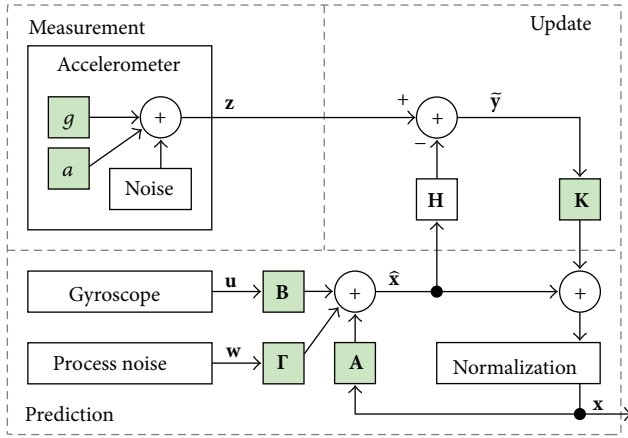 Measurement
Update
Accelerometer
g
+
z
+
+
ỹ
−
a
Noise
H
K
Gyroscope
u
B
+
x̂
+
Process noise
w
Γ
A
Normalization
Prediction
x